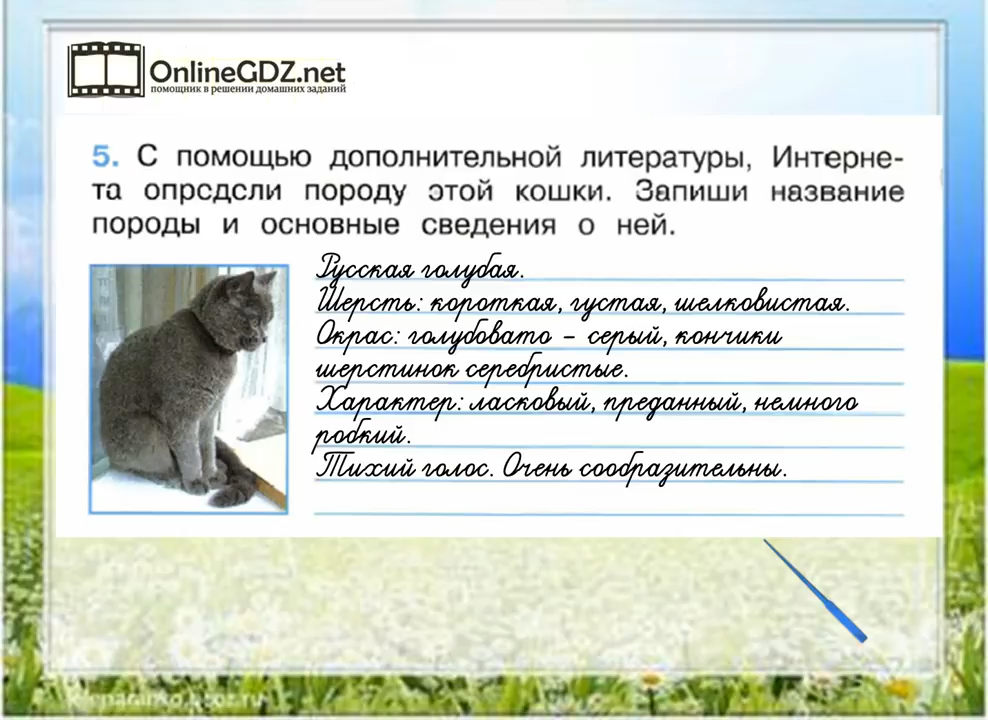 OnlineGDZ.net
помощник в решении домашних заданий
5. С помощью дополнительной литературы, Интерне-
та опрсдсли породу этой кошки. Запиши название
породы и основные сведения о ней.
Русская голубая.
Шерсть: короткая, густая, шелковистая.
Окрас: голубовато - серый, кончики
шерстинок серебристые.
Характер: ласковый, преданный, немного
робкий.
Тихий голос. Очень сообразительны.